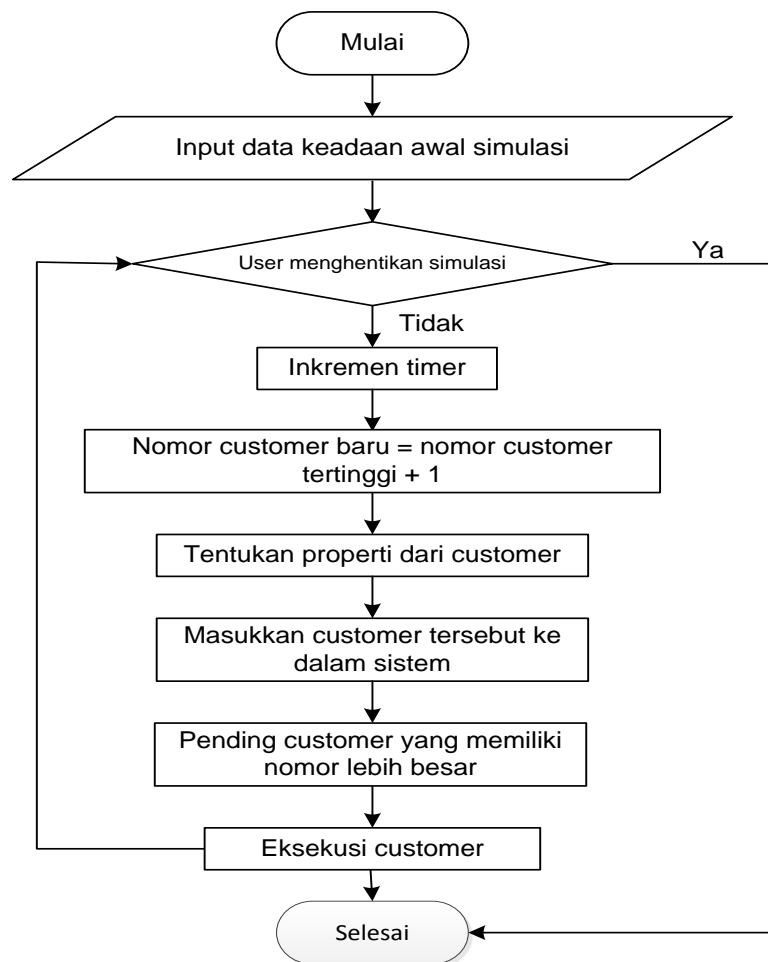 Mulai
Input data keadaan awal simulasi
User menghentikan simulasi
Ya
Tidak
Inkremen timer
Nomor customer baru = nomor customer
tertinggi + 1
Tentukan properti dari customer
Masukkan customer tersebut ke
dalam sistem
Pending customer yang memiliki
nomor lebih besar
Eksekusi customer
Selesai